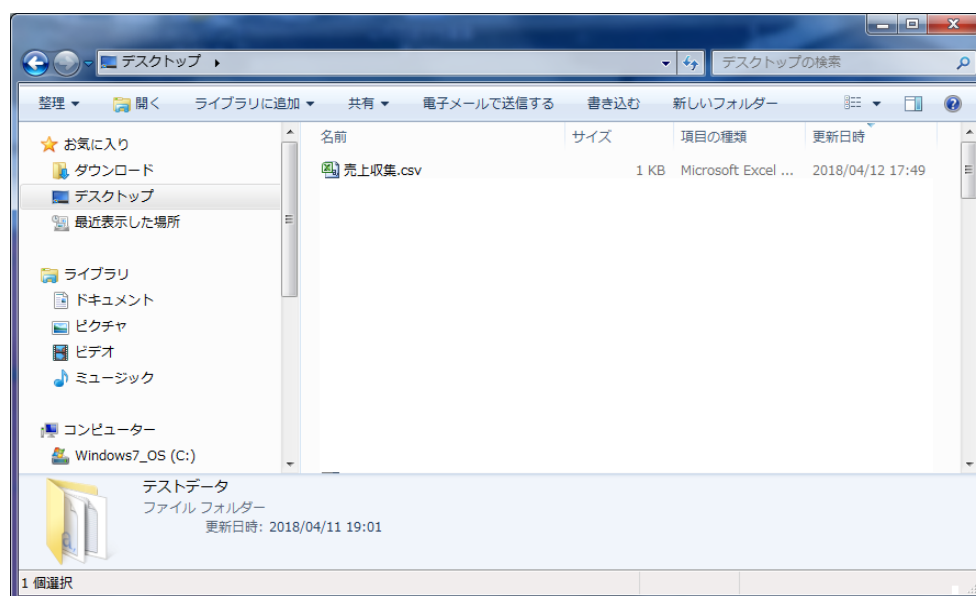 デスクトップ
デスクトップの検索
整理 開く ライブラリに追加 共有 電子メールで送信する 書き込む 新しいフォルダー
お気に入り
ダウンロード
デスクトップ
最近表示した場所
ライブラリ
ドキュメント
ピクチャ
ビデオ
ミュージック
コンピューター
Windows7_OS (C:)
名前 サイズ 項目の種類 更新日時
売上収集.csv 1 KB Microsoft Excel ... 2018/04/12 17:49
テストデータ
ファイル フォルダー
更新日時: 2018/04/11 19:01
1 個選択